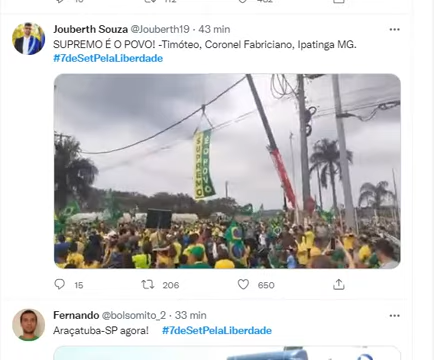 Jouberth Souza @Jouberth19 · 43 min
SUPREMO É O POVO! -Timóteo, Coronel Fabriciano, Ipatinga MG.
#7deSetPelaLiberdade
SUPREMO
É O POVO
15 206 650
Fernando @bolsomito_2 · 33 min
Araçatuba-SP agora! #7deSetPelaLiberdade